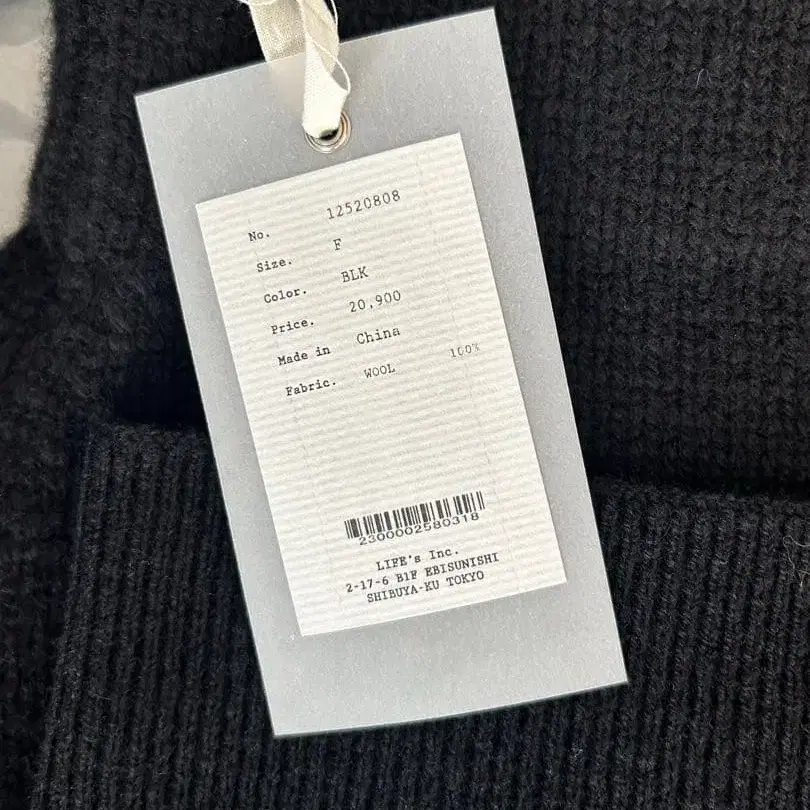 No. 12520808
Size. F
Color. BLK
Price. 20,900
Made in China
Fabric. WOOL 100%
2300002580318
LIFE's Inc.
2-17-6 B1F EBISUNISHI
SHIBUYA-KU TOKYO